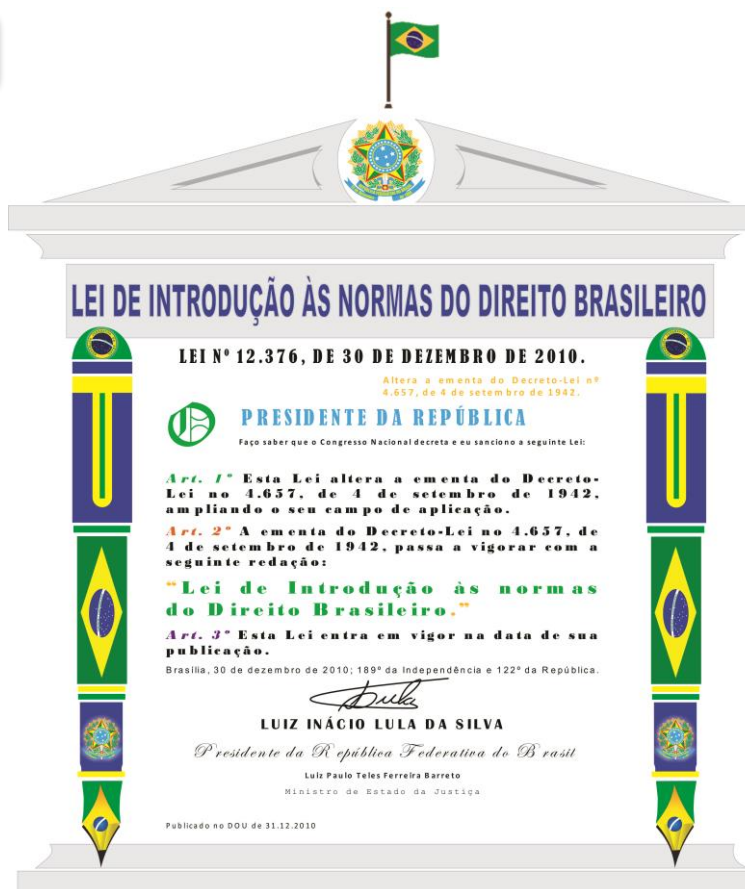 LEI DE INTRODUÇÃO ÀS NORMAS DO DIREITO BRASILEIRO
LEI Nº 12.376, DE 30 DE DEZEMBRO DE 2010.
Altera a ementa do Decreto-Lei nº
4.657, de 4 de setembro de 1942.
O PRESIDENTE DA REPÚBLICA
Faço saber que o Congresso Nacional decreta e eu sanciono a seguinte Lei:
Art. 1º Esta Lei altera a ementa do Decreto-
Lei no 4.657, de 4 de setembro de 1942,
ampliando o seu campo de aplicação.
Art. 2º A ementa do Decreto-Lei no 4.657, de
4 de setembro de 1942, passa a vigorar com a
seguinte redação:
“Lei de Introdução às normas
do Direito Brasileiro.”
Art. 3º Esta Lei entra em vigor na data de sua
publicação.
Brasília, 30 de dezembro de 2010; 189º da Independência e 122º da República.
Lula
LUIZ INÁCIO LULA DA SILVA
Presidente da República Federativa do Brasil
Luiz Paulo Teles Ferreira Barreto
Ministro de Estado da Justiça
Publicado no DOU de 31.12.2010